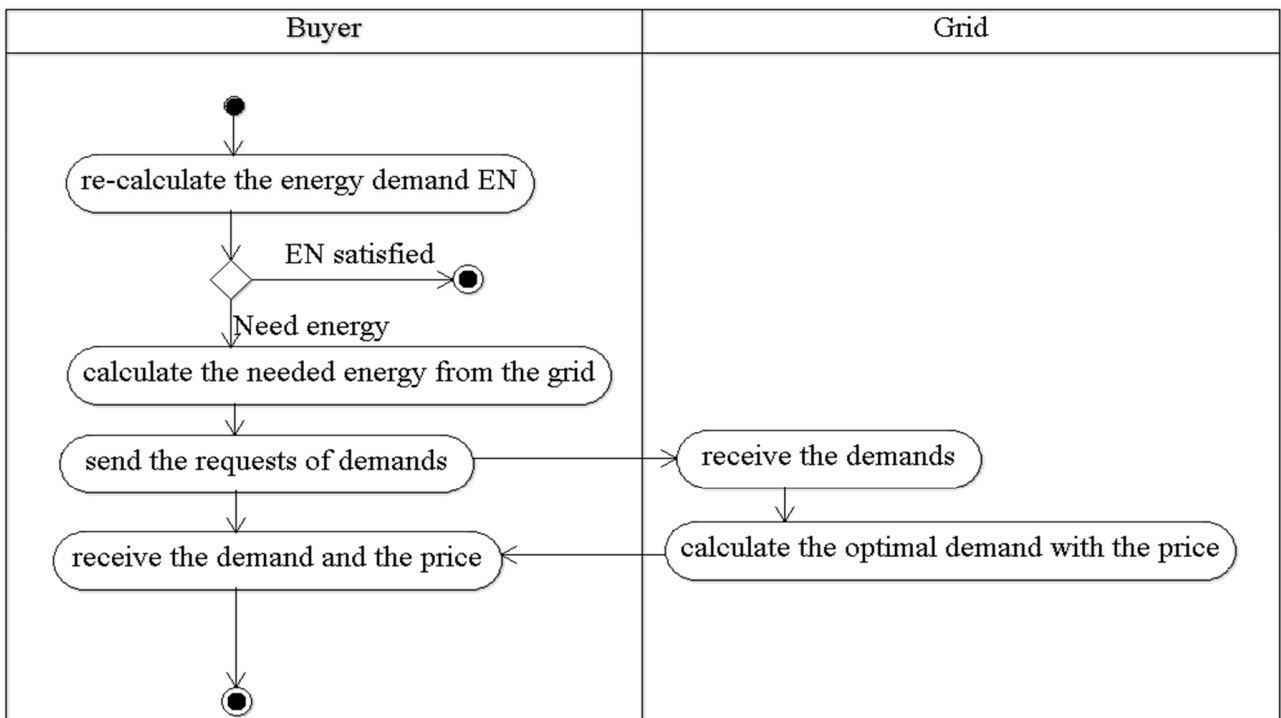 Buyer
Grid
re-calculate the energy demand EN
EN satisfied
Need energy
calculate the needed energy from the grid
send the requests of demands
receive the demands
receive the demand and the price
calculate the optimal demand with the price